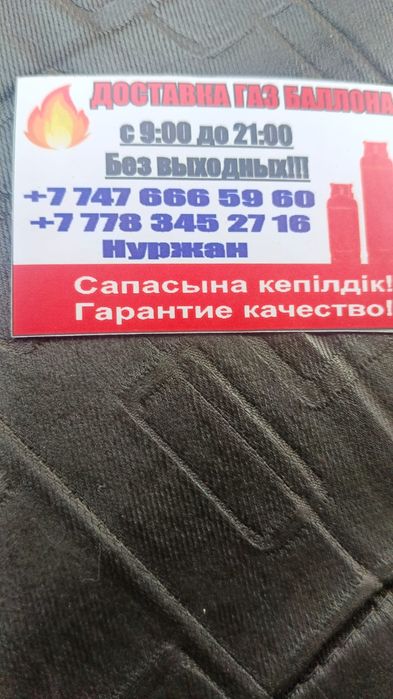 ДОСТАВКА ГАЗ БАЛЛОНА
с 9:00 до 21:00
Без выходных!!!
+7 747 666 59 60
+7 778 345 27 16
Нуржан
Сапасына кепілдік!
Гарантие качество!